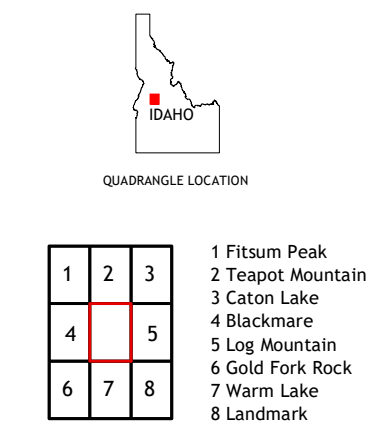 IDAHO
QUADRANGLE LOCATION
1 2 3
4 5
6 7 8
1 Fitsum Peak
2 Teapot Mountain
3 Caton Lake
4 Blackmare
5 Log Mountain
6 Gold Fork Rock
7 Warm Lake
8 Landmark